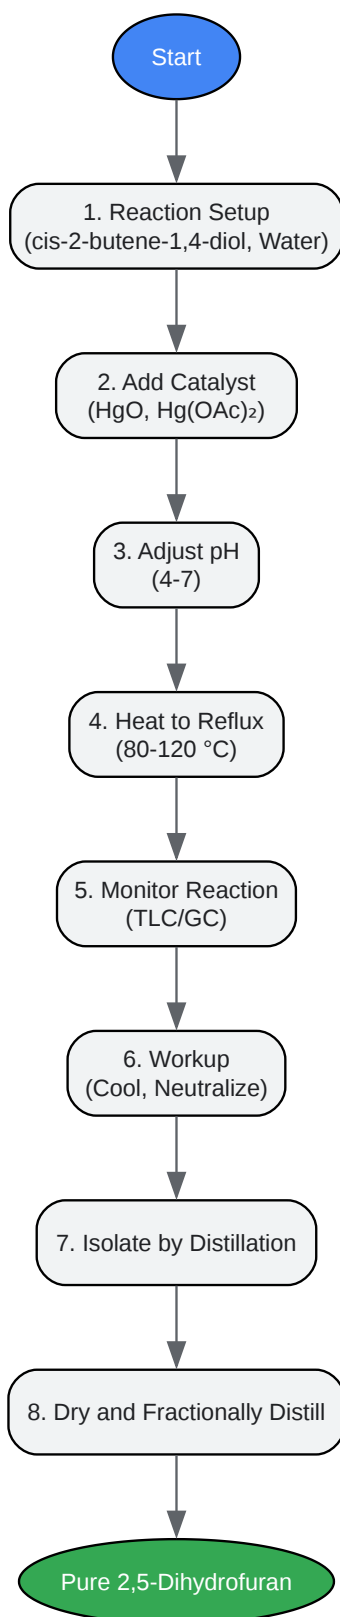 Start
1. Reaction Setup
(cis-2-butene-1,4-diol, Water)
2. Add Catalyst
(HgO, Hg(OAc)₂)
3. Adjust pH
(4-7)
4. Heat to Reflux
(80-120 °C)
5. Monitor Reaction
(TLC/GC)
6. Workup
(Cool, Neutralize)
7. Isolate by Distillation
8. Dry and Fractionally Distill
Pure 2,5-Dihydrofuran